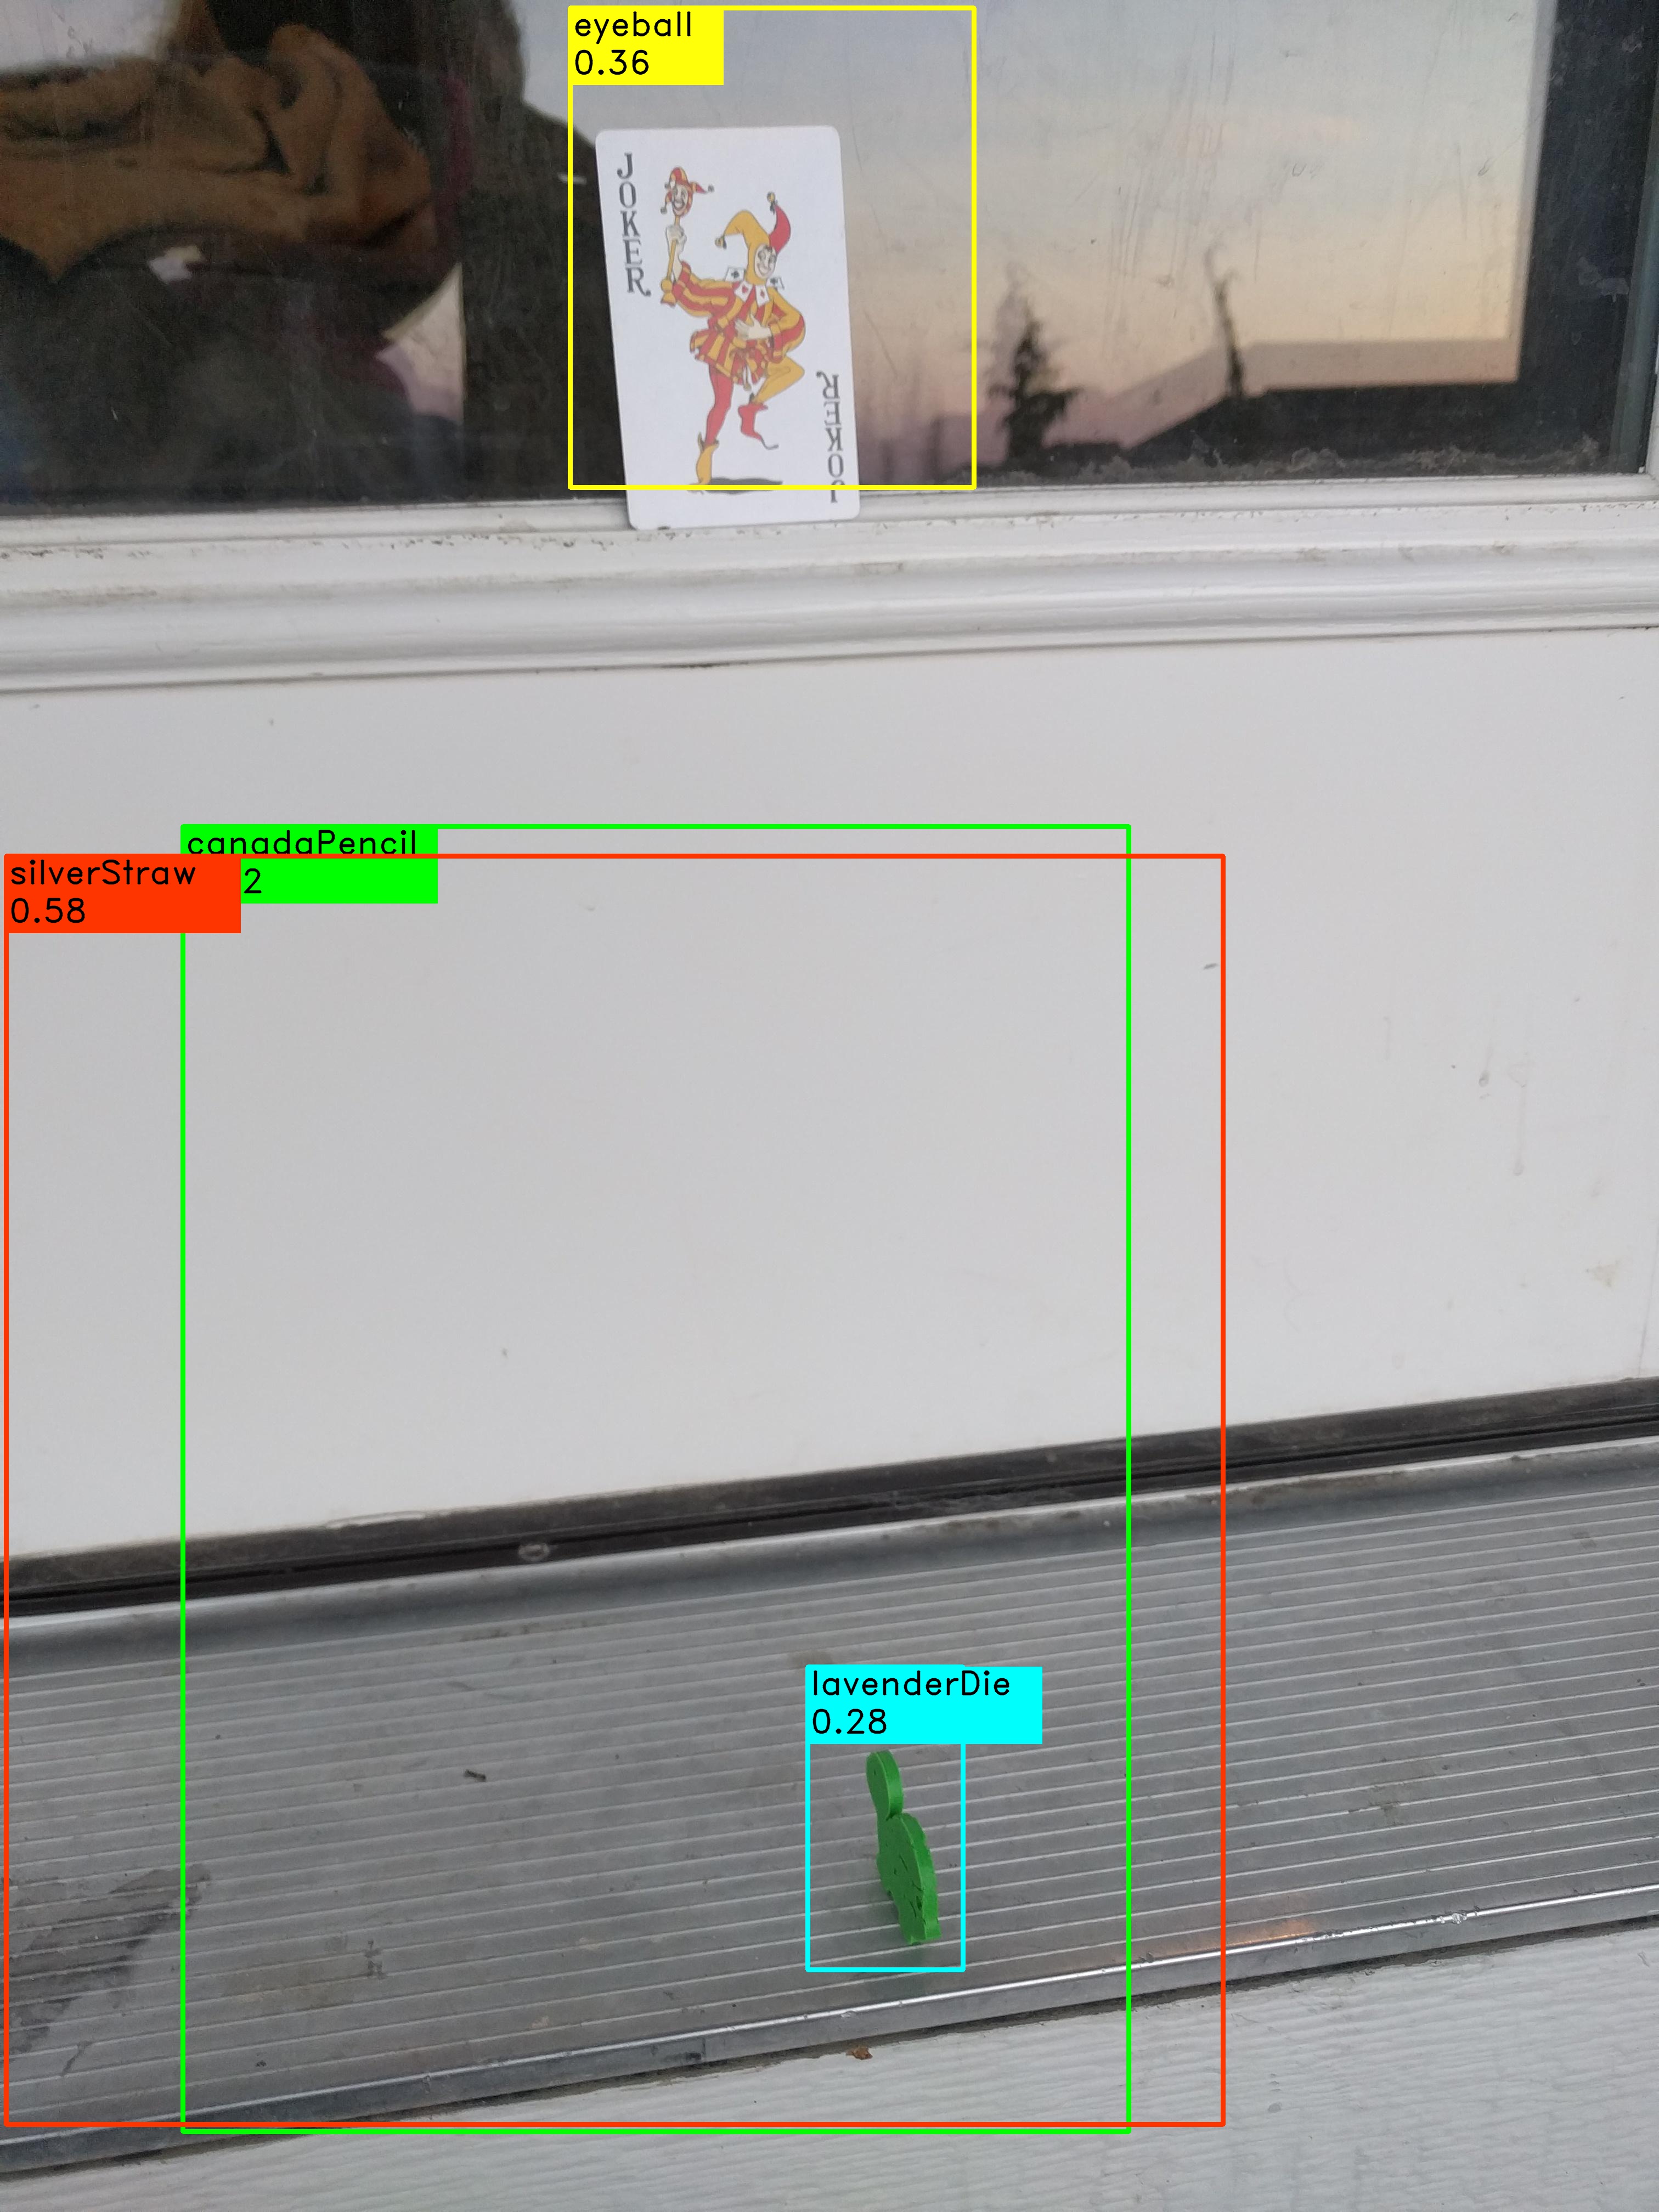 eyeball
0.36
JOKER
JOKER
canadaPencil
2
silverStraw
0.58
lavenderDie
0.28